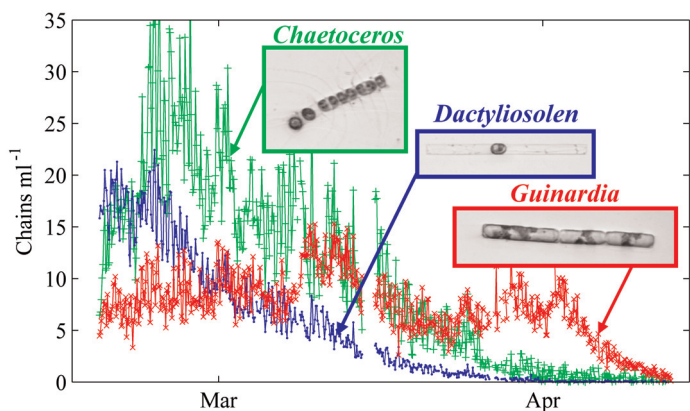 Chaetoceros
Dactyliosolen
Guinardia
Chains ml⁻¹
35
30
25
20
15
10
5
0
Mar
Apr